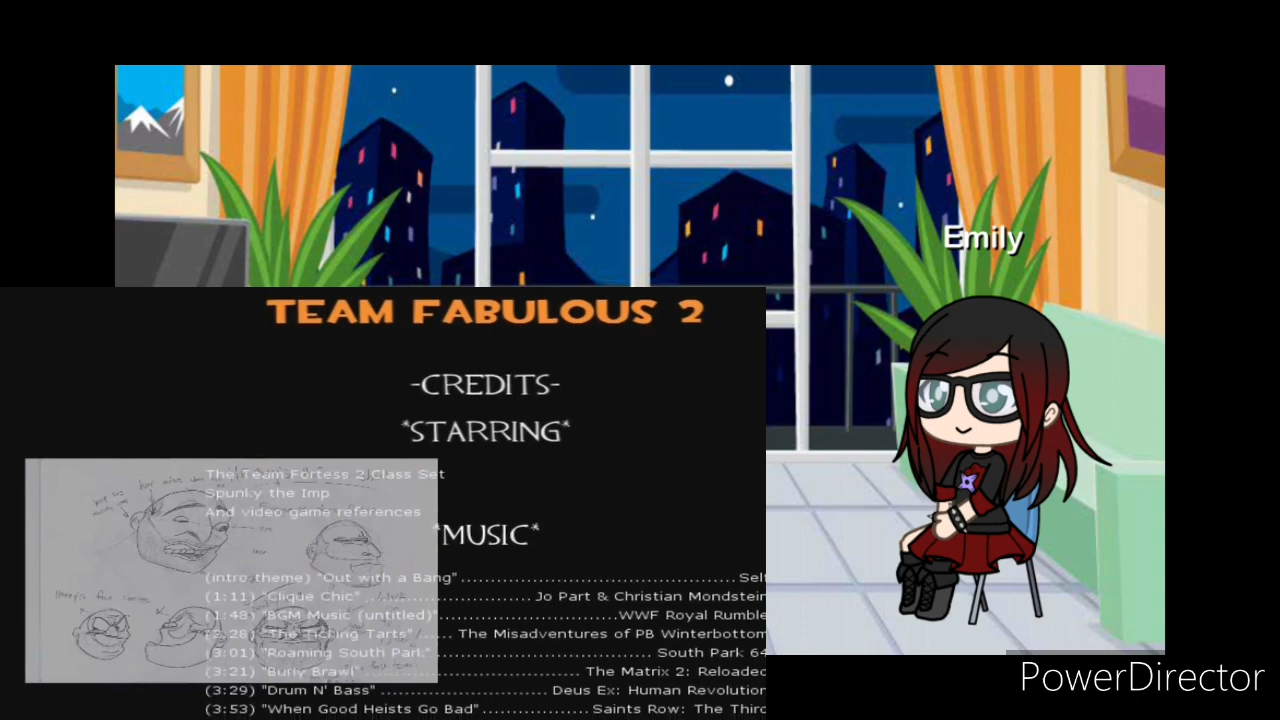 Emily
TEAM FABULOUS 2
-CREDITS-
*STARRING*
The Team Fortess 2 Class Set
Spunky the Imp
And video game references
*MUSIC*
(intro theme) "Out with a Bang"................................................Self
(1:11) "Clique Chic"................................Jo Part & Christian Mondstein
(1:48) "BGM Music (untitled)"................................WWF Royal Rumble
(2:28) "The Tickling Tarts"......The Misadventures of PB Winterbottom
(3:01) "Roaming South Park"................................................South Park 64
(3:21) "Burly Brawl"................................................The Matrix 2: Reloaded
(3:29) "Drum N' Bass"................................Deus Ex: Human Revolution
(3:53) "When Good Heists Go Bad"..................Saints Row: The Third
PowerDirector